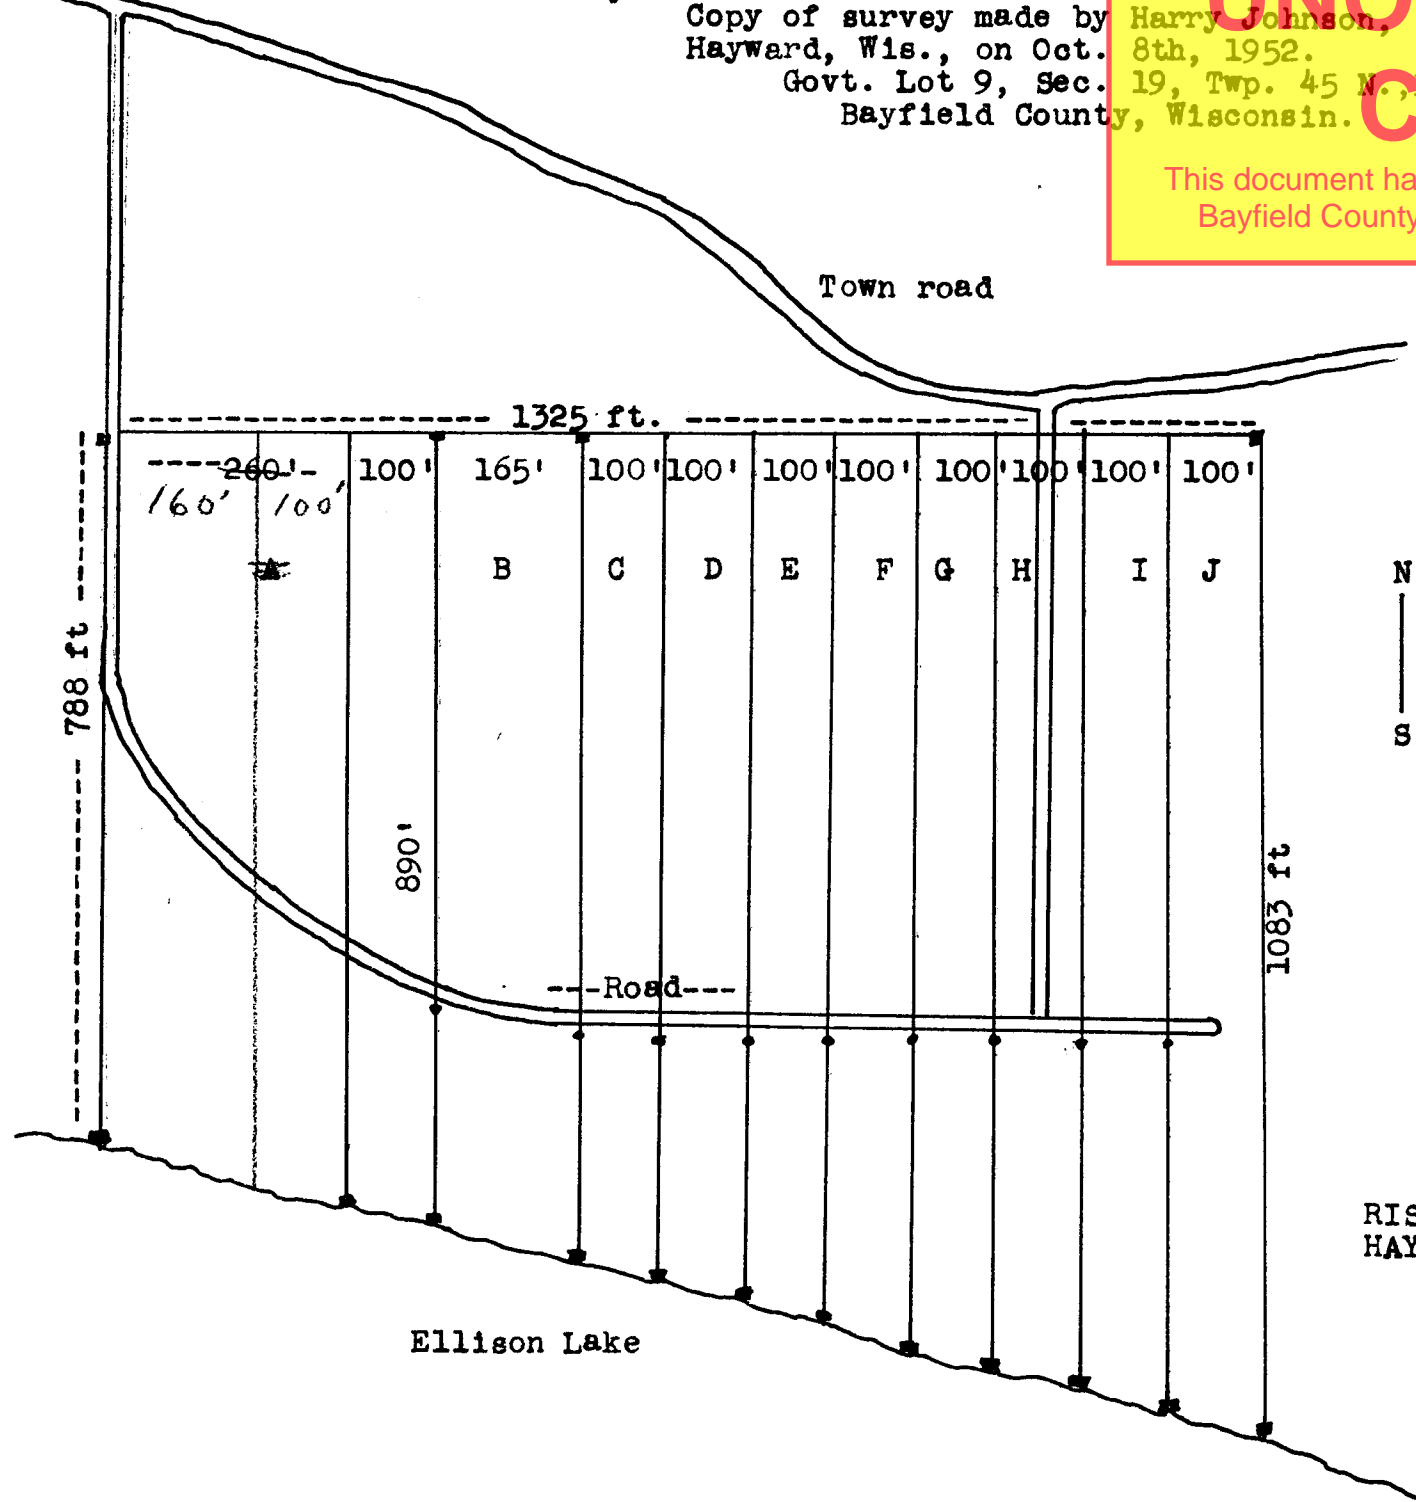 Copy of survey made by Harry Johnson,
Hayward, Wis., on Oct. 8th, 1952.
Govt. Lot 9, Sec. 19, Twp. 45 N.,
Bayfield County, Wisconsin.
This document ha
Bayfield County
Town road
1325 ft.
260' 100' 165' 100' 100' 100' 100' 100' 100' 100' 100'
160' 100'
A B C D E F G H I J
N
S
788 ft
890'
1083 ft
---Road---
RIS
HAY
Ellison Lake